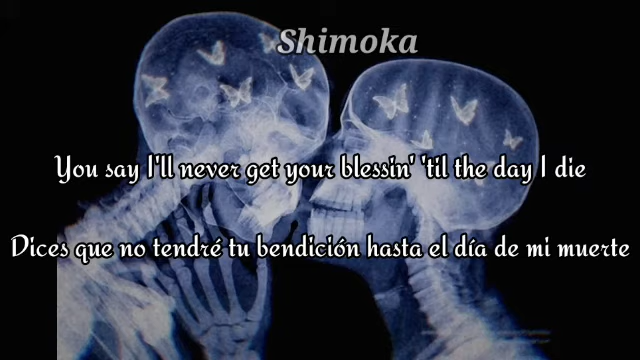 Shimoka
You say I'll never get your blessin' 'til the day I die
Dices que no tendré tu bendición hasta el día de mi muerte